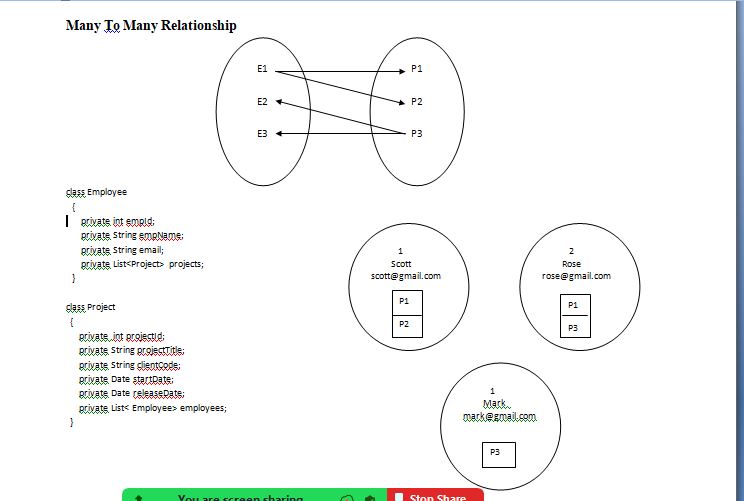 Many To Many Relationship
E1 P1
E2 P2
E3 P3
class Employee
{
private int empId;
private String empName;
private String email;
private List<Project> projects;
}
class Project
{
private int projectId;
private String projectTitle;
private String clientCode;
private Date startDate;
private Date releaseDate;
private List< Employee> employees;
}
1
Scott
scott@gmail.com
P1
P2
2
Rose
rose@gmail.com
P1
P3
1
Mark
mark@gmail.com
P3
You are screen sharing
Stop Share